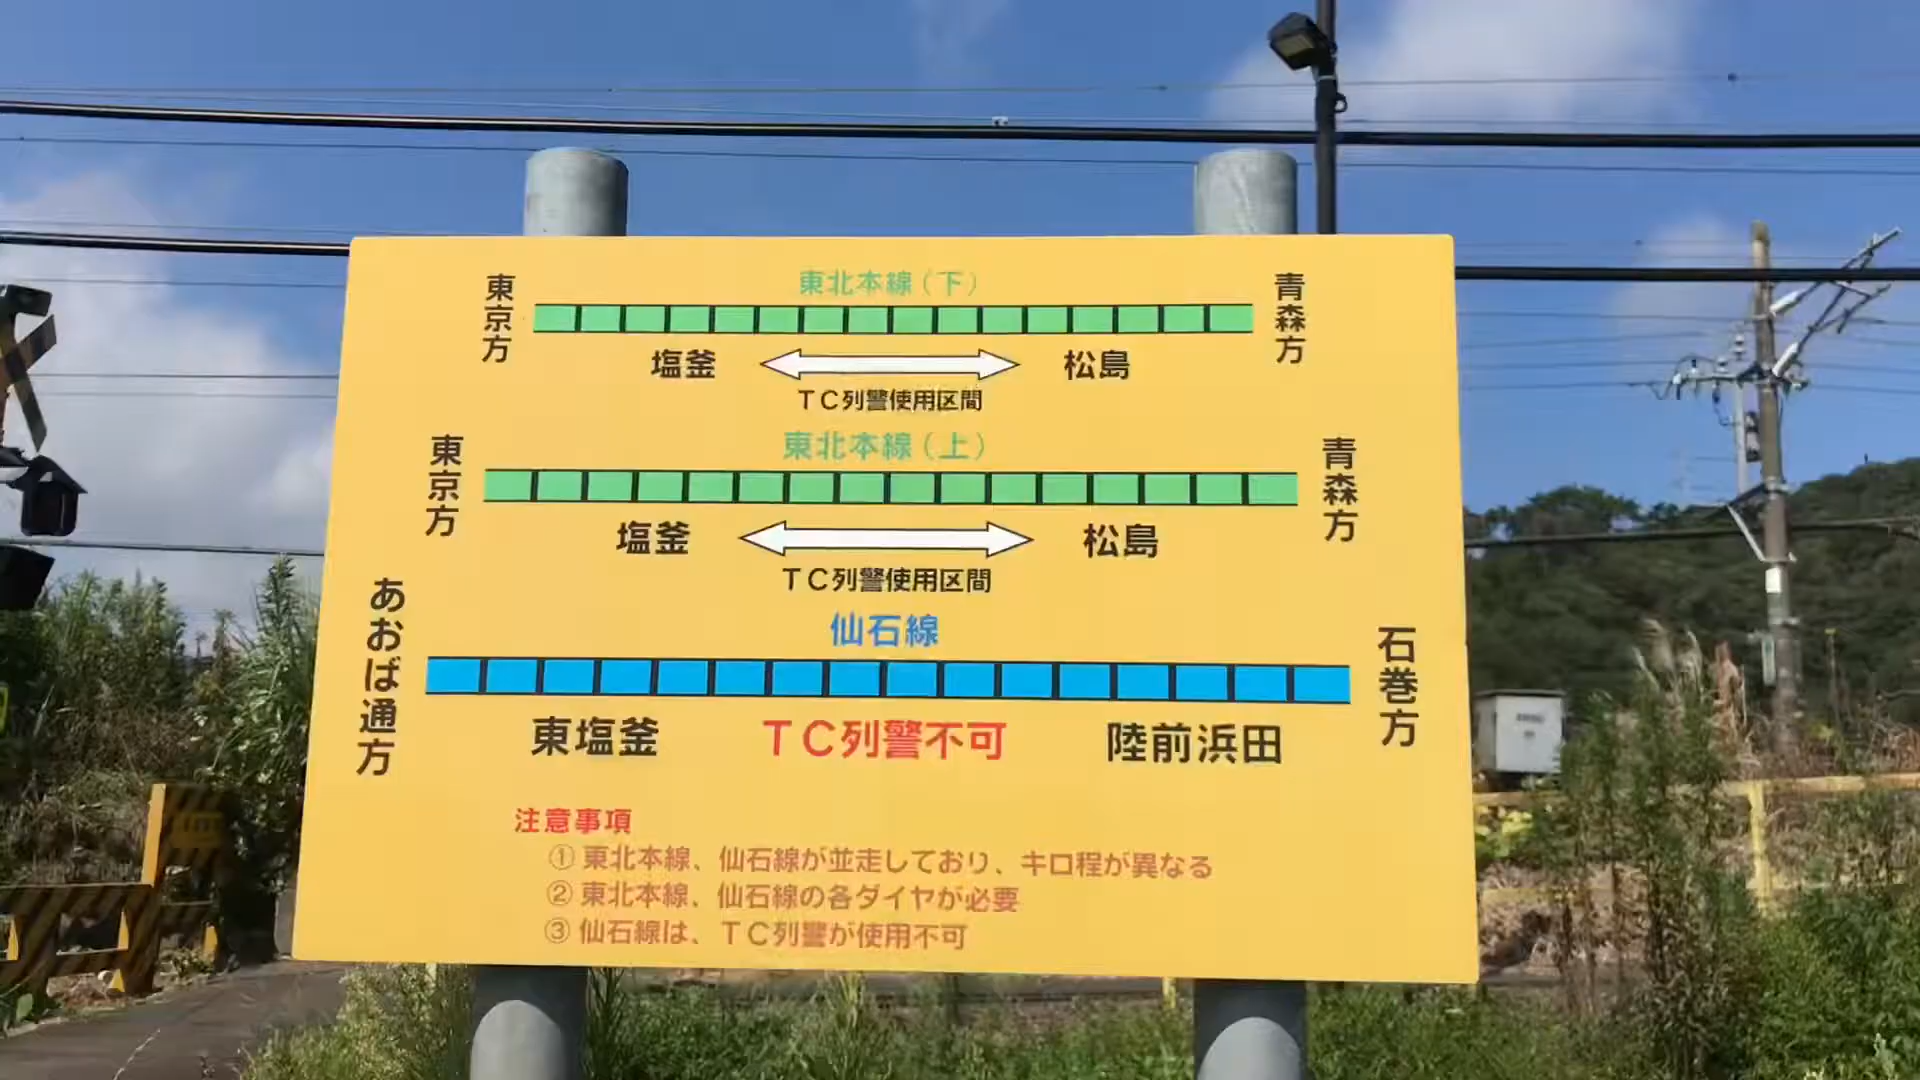 東北本線（下）
東京方
青森方
塩釜
松島
ＴＣ列警使用区間
東北本線（上）
東京方
青森方
塩釜
松島
ＴＣ列警使用区間
仙石線
あおば通方
石巻方
東塩釜
ＴＣ列警不可
陸前浜田
注意事項
① 東北本線、仙石線が並走しており、キロ程が異なる
② 東北本線、仙石線の各ダイヤが必要
③ 仙石線は、ＴＣ列警が使用不可